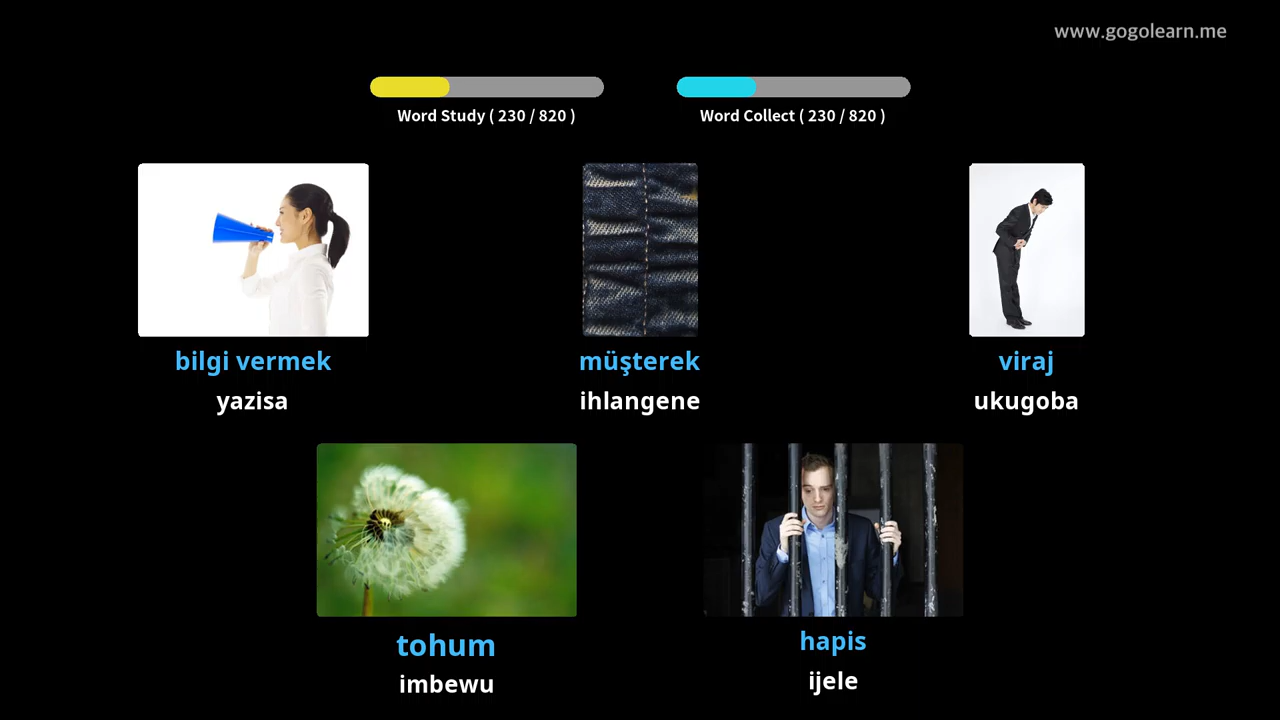 www.gogolearn.me
Word Study ( 230 / 820 )
Word Collect ( 230 / 820 )
bilgi vermek
yazisa
müşterek
ihlangene
viraj
ukugoba
tohum
imbewu
hapis
ijele